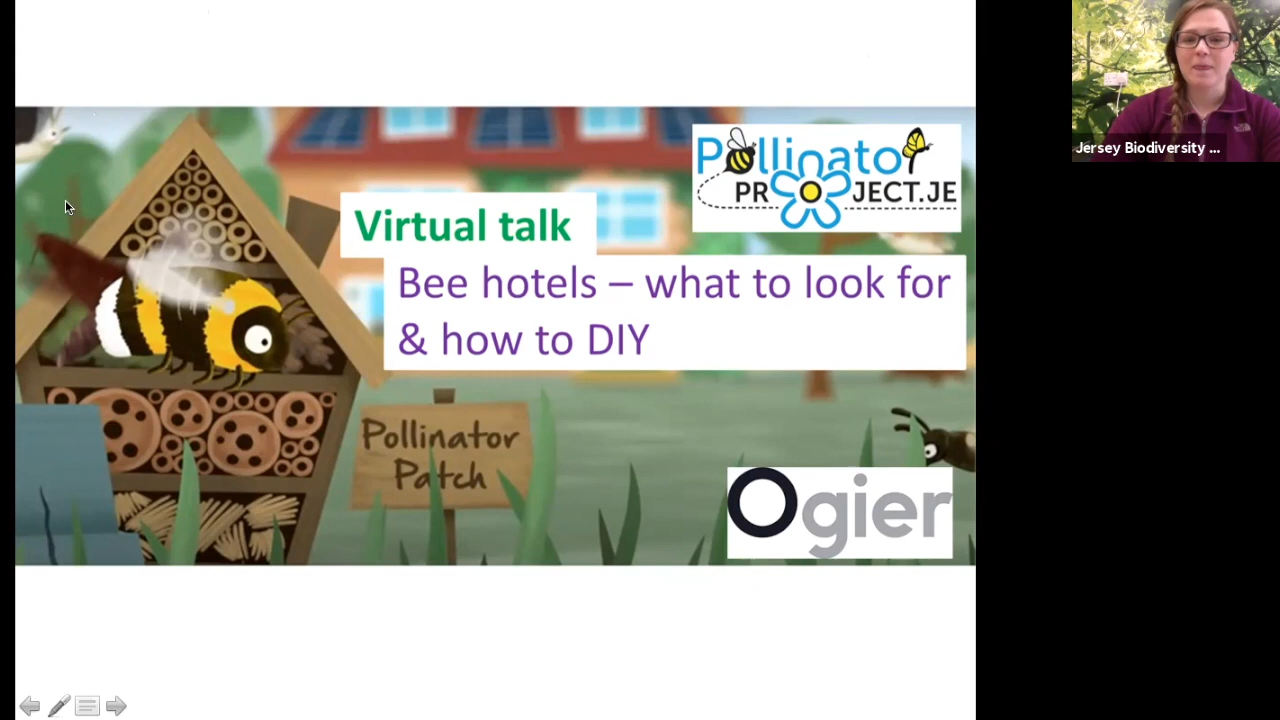 Pollinator
PROJECT.JE
Virtual talk
Bee hotels – what to look for
& how to DIY
Pollinator
Patch
Ogier
Jersey Biodiversity ...